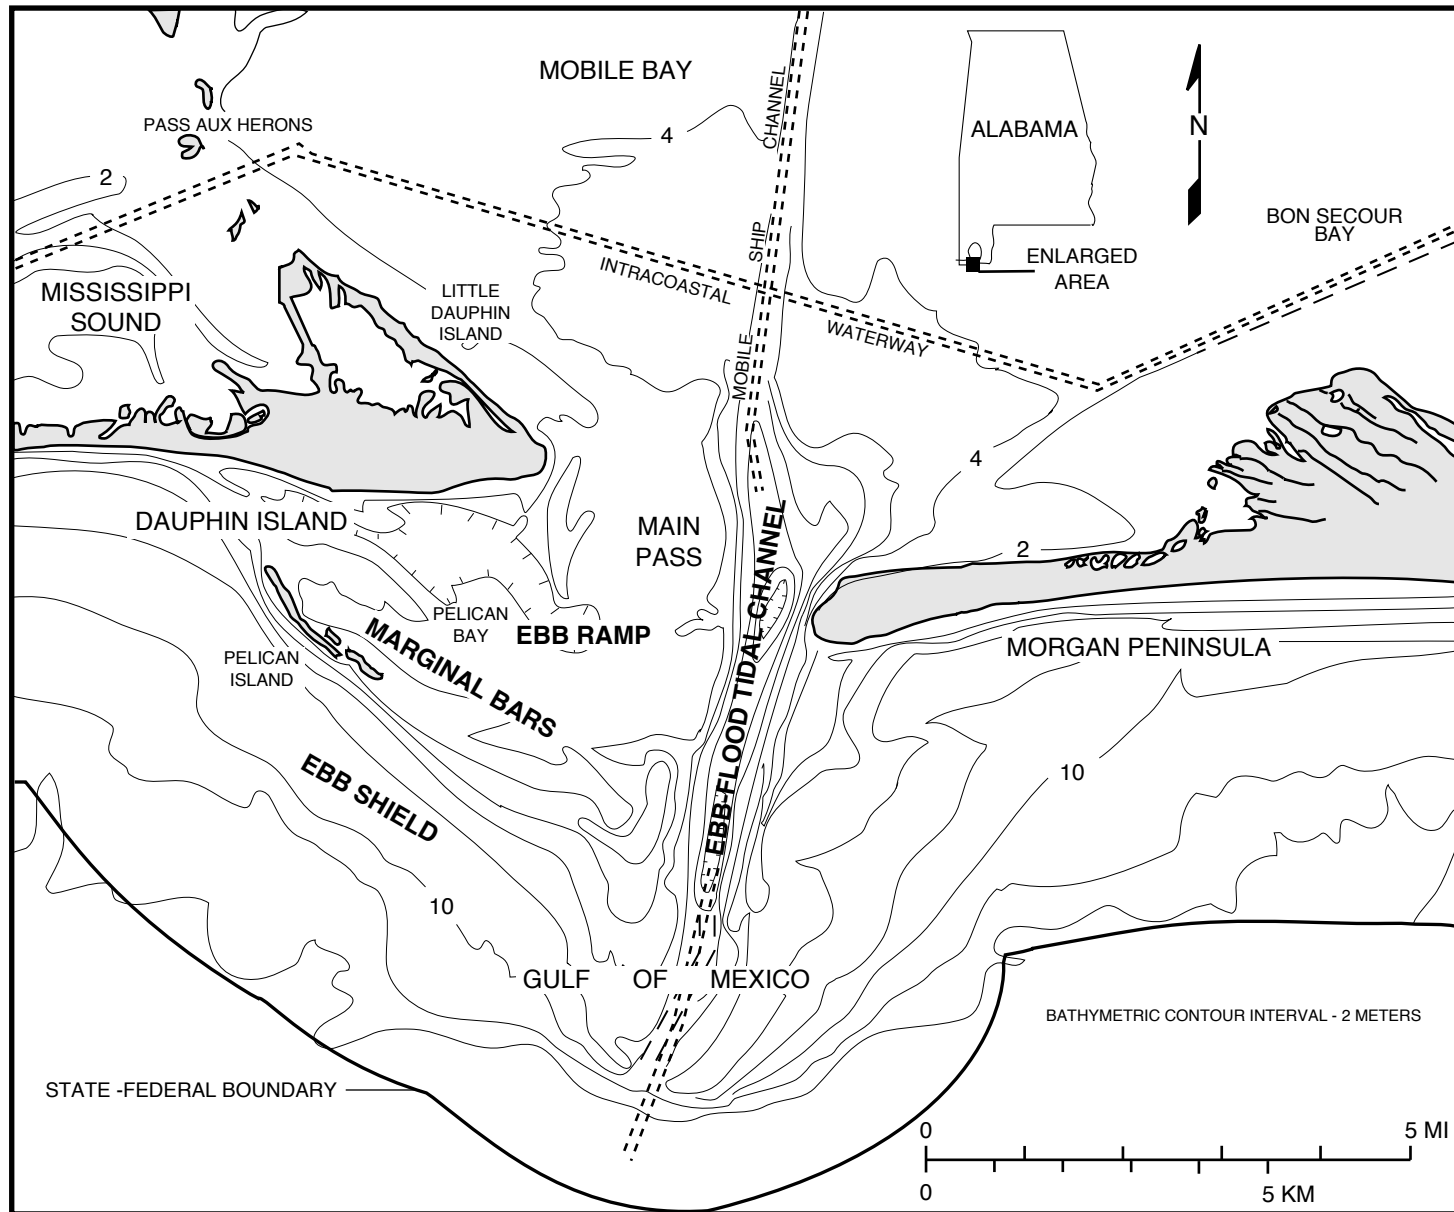 MOBILE BAY
PASS AUX HERONS
4
2
MOBILE SHIP CHANNEL
ALABAMA
N
ENLARGED
AREA
BON SECOUR
BAY
MISSISSIPPI
SOUND
LITTLE
DAUPHIN
ISLAND
INTRACOASTAL WATERWAY
4
DAUPHIN ISLAND
MAIN
PASS
2
PELICAN
BAY
EBB RAMP
MARGINAL BARS
EBB-FLOOD TIDAL CHANNEL
MORGAN PENINSULA
PELICAN
ISLAND
EBB SHIELD
10
10
GULF OF MEXICO
BATHYMETRIC CONTOUR INTERVAL - 2 METERS
STATE -FEDERAL BOUNDARY
0 5 MI
0 5 KM